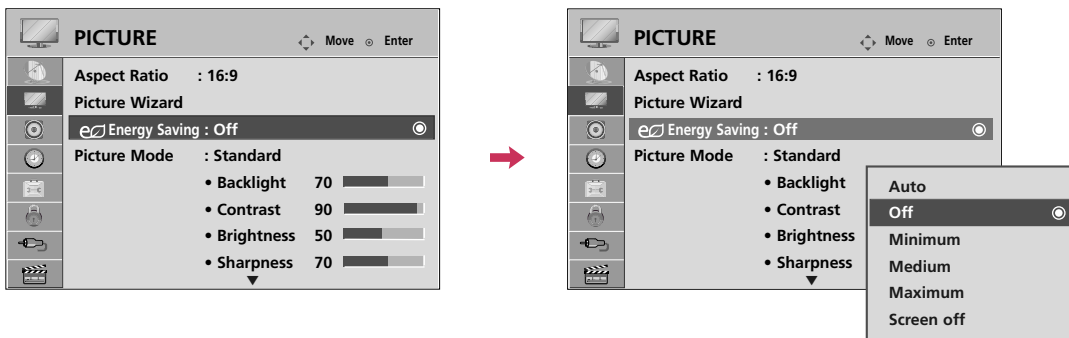 PICTURE
Move Enter
Aspect Ratio : 16:9
Picture Wizard
e Energy Saving : Off
Picture Mode : Standard
• Backlight 70
• Contrast 90
• Brightness 50
• Sharpness 70
PICTURE
Move Enter
Aspect Ratio : 16:9
Picture Wizard
e Energy Saving : Off
Picture Mode : Standard
• Backlight
• Contrast
• Brightness
• Sharpness
Auto
Off
Minimum
Medium
Maximum
Screen off